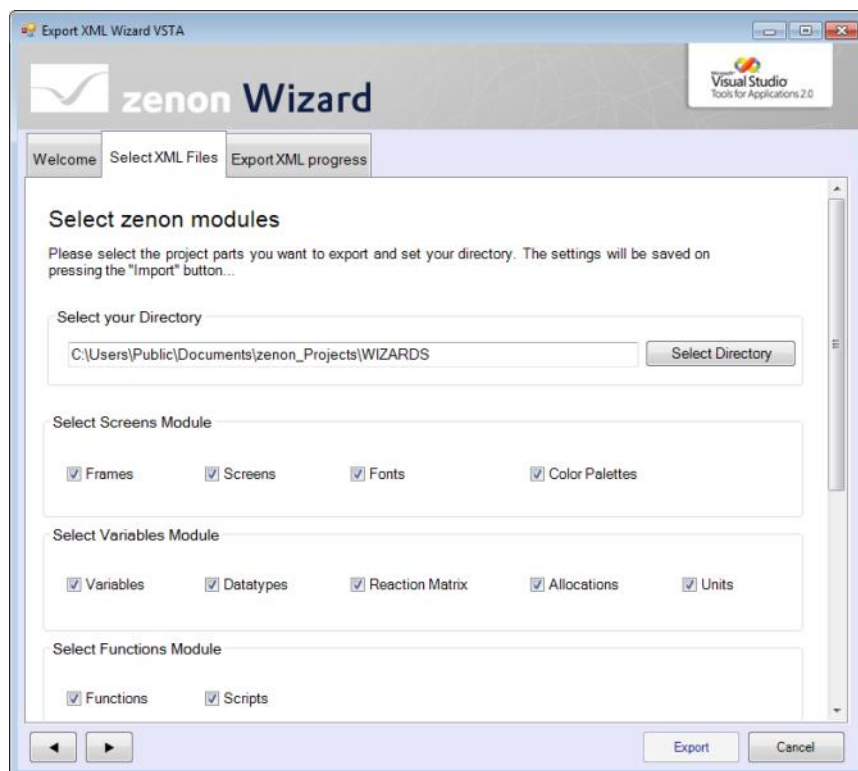 Export XML Wizard VSTA
zenon Wizard
Microsoft
Visual Studio
Tools for Applications 2.0
Welcome
Select XML Files
Export XML progress
Select zenon modules
Please select the project parts you want to export and set your directory. The settings will be saved on
pressing the "Import" button...
Select your Directory
C:\Users\Public\Documents\zenon_Projects\WIZARDS
Select Directory
Select Screens Module
Frames
Screens
Fonts
Color Palettes
Select Variables Module
Variables
Datatypes
Reaction Matrix
Allocations
Units
Select Functions Module
Functions
Scripts
Export
Cancel